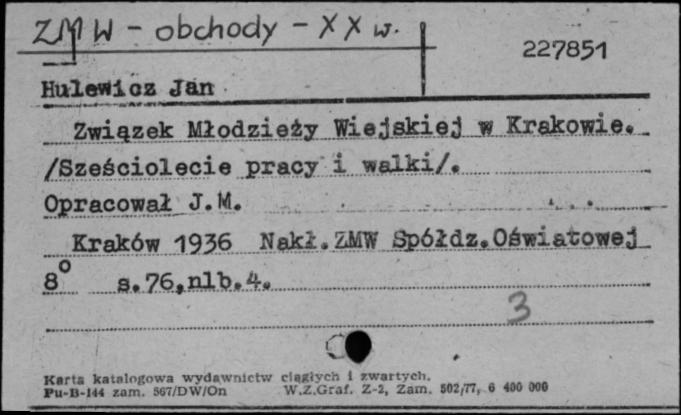 ZMW - obchody - XX w.
227851
Hulewicz Jan
Związek Młodzieży Wiejskiej w Krakowie.
/Sześciolecie pracy i walki/.
Opracował J.M.
Kraków 1936 Nakł.ZMW Spółdz.Oświatowej
8° s.76,nlb.4.
3
Karta katalogowa wydawnictw ciągłych i zwartych.
Pu-B-144 zam. 567/DW/On W.Z.Graf. Z-2, Zam. 502/77, 6 400 000